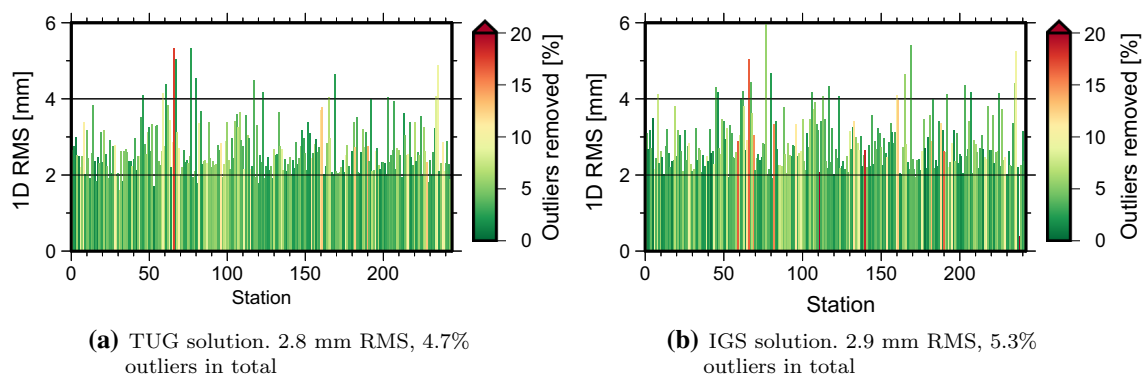 6
4
2
0
1D RMS [mm]
0 50 100 150 200
Station
20
15
10
5
0
Outliers removed [%]
(a) TUG solution. 2.8 mm RMS, 4.7%
outliers in total
6
4
2
0
1D RMS [mm]
0 50 100 150 200
Station
20
15
10
5
0
Outliers removed [%]
(b) IGS solution. 2.9 mm RMS, 5.3%
outliers in total